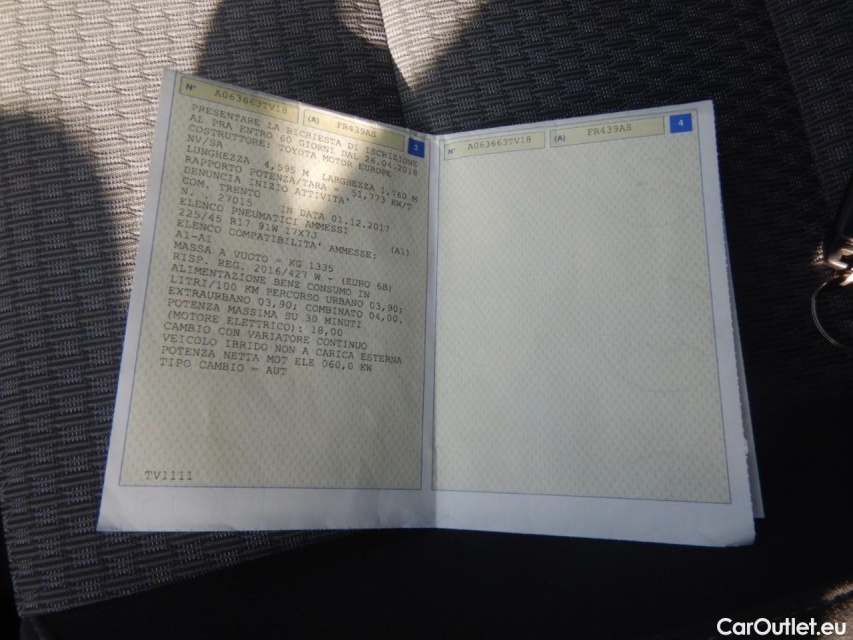 N° A063663TV18 (A) FR439AS 3
PRESENTARE LA RICHIESTA DI ISCRIZIONE
AL PRA ENTRO 60 GIORNI DAL 26.04.2018
COSTRUTTORE: TOYOTA MOTOR EUROPE
NV/SA
LUNGHEZZA 4,595 M LARGHEZZA 1,760 M
RAPPORTO POTENZA/TARA = 51,773 KW/T
DENUNCIA INIZIO ATTIVITA'
COM. TRENTO
N. : 27015 IN DATA 01.12.2017
ELENCO PNEUMATICI AMMESSI
225/45 R17 91W 17X7J (A1)
ELENCO COMPATIBILITA' AMMESSE:
A1-A1
MASSA A VUOTO = KG 1335
RISP. REG. 2016/427 W - (EURO 6B)
ALIMENTAZIONE BENZ CONSUMO IN
LITRI/100 KM PERCORSO URBANO 03,90;
EXTRAURBANO 03,90; COMBINATO 04,00.
POTENZA MASSIMA SU 30 MINUTI
(MOTORE ELETTRICO): 18,00
CAMBIO CON VARIATORE CONTINUO
VEICOLO IBRIDO NON A CARICA ESTERNA
POTENZA NETTA MOT ELE 060,0 KW
TIPO CAMBIO = AUT
TV1111
N° A063663TV18 (A) FR439AS 4
CarOutlet.eu